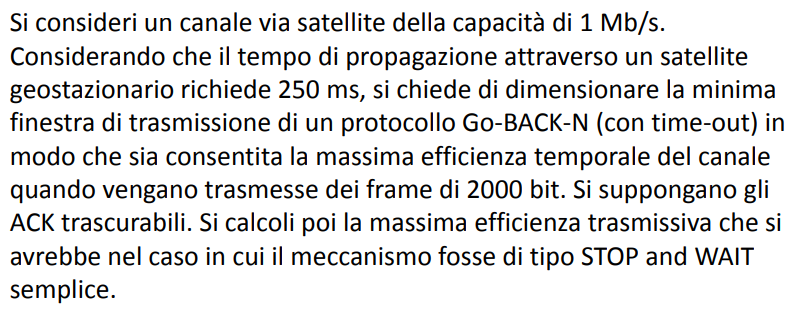 Si consideri un canale via satellite della capacità di 1 Mb/s.
Considerando che il tempo di propagazione attraverso un satellite
geostazionario richiede 250 ms, si chiede di dimensionare la minima
finestra di trasmissione di un protocollo Go-BACK-N (con time-out) in
modo che sia consentita la massima efficienza temporale del canale
quando vengano trasmesse dei frame di 2000 bit. Si suppongano gli
ACK trascurabili. Si calcoli poi la massima efficienza trasmissiva che si
avrebbe nel caso in cui il meccanismo fosse di tipo STOP and WAIT
semplice.